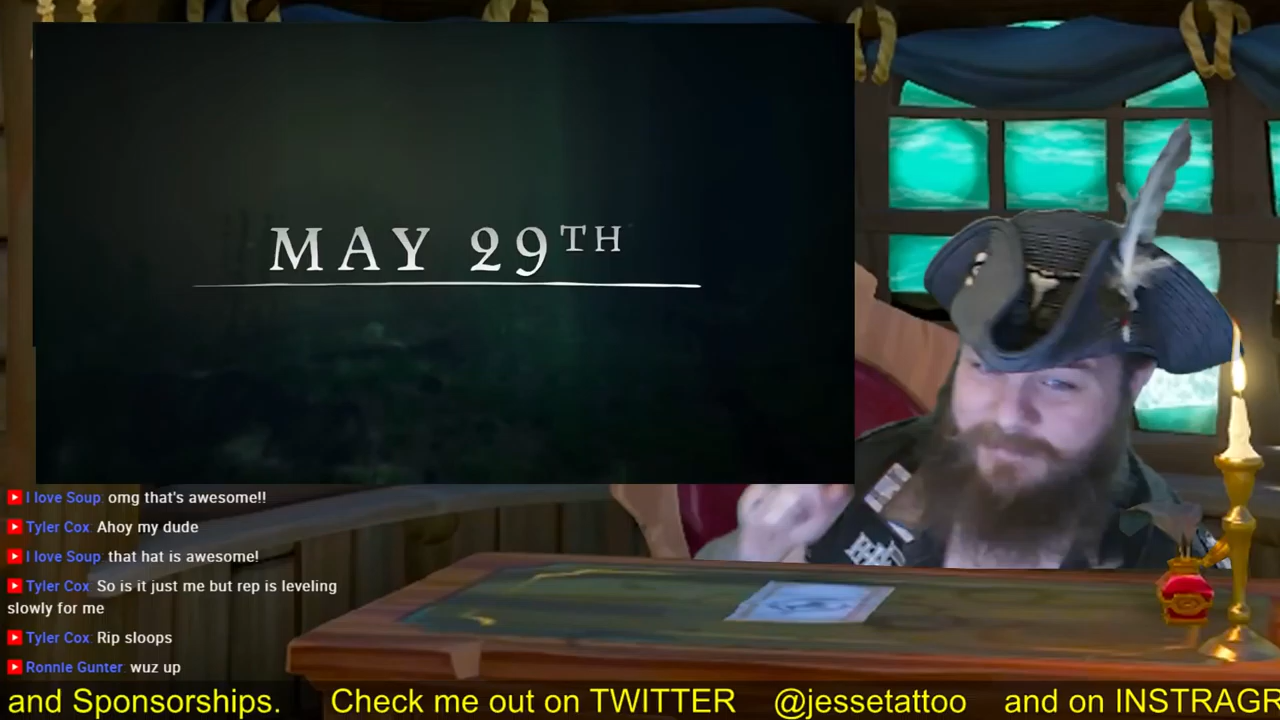 MAY 29TH
I love Soup: omg that's awesome!!
Tyler Cox: Ahoy my dude
I love Soup: that hat is awesome!
Tyler Cox: So is it just me but rep is leveling
slowly for me
Tyler Cox: Rip sloops
Ronnie Gunter: wuz up
and Sponsorships. Check me out on TWITTER @jessetattoo and on INSTRAGR